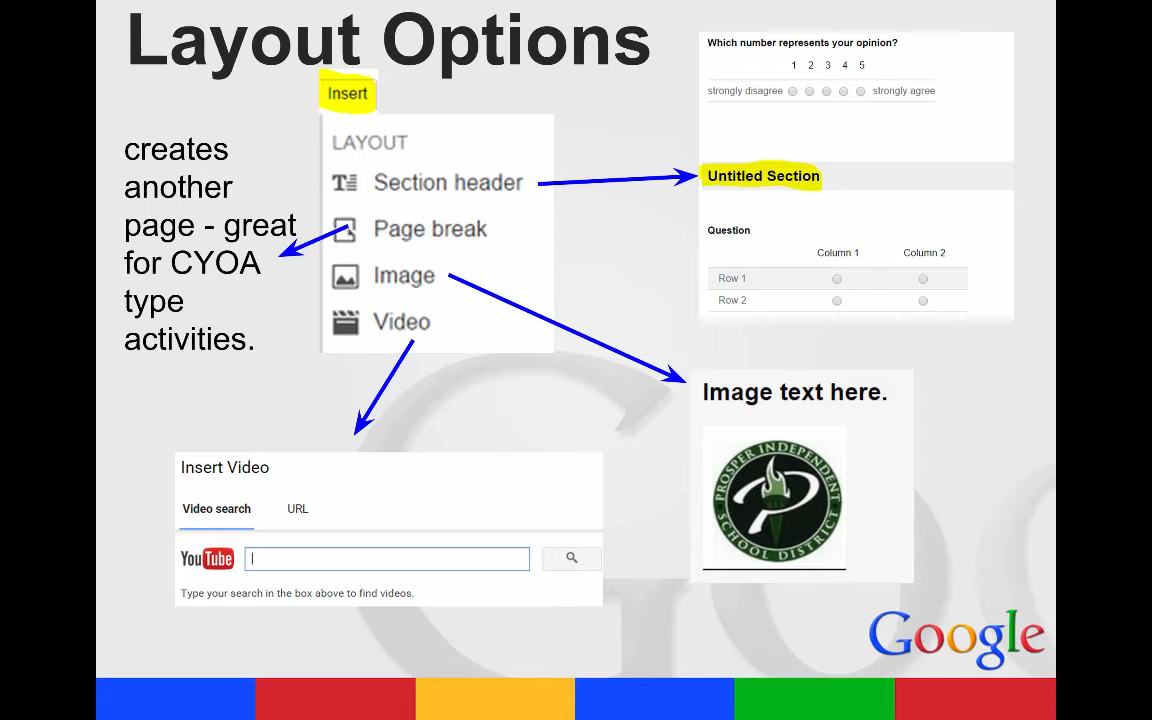 Layout Options
Insert
creates
another
page - great
for CYOA
type
activities.
LAYOUT
Section header
Page break
Image
Video
Which number represents your opinion?
1 2 3 4 5
strongly disagree strongly agree
Untitled Section
Question
Column 1 Column 2
Row 1
Row 2
Image text here.
PROSPER INDEPENDENT
SCHOOL DISTRICT
Insert Video
Video search URL
YouTube
Type your search in the box above to find videos.
Google